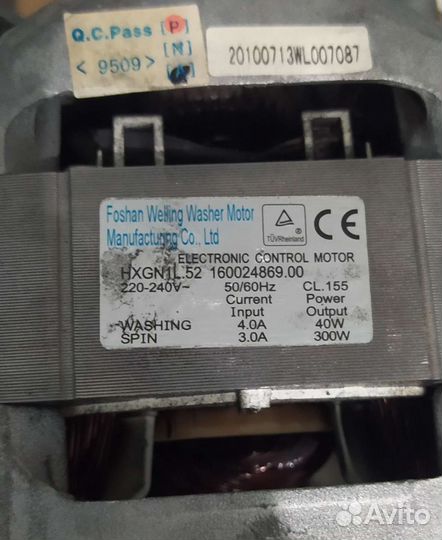 Q.C.Pass [P]
[N]
< 9509 > [A]
20100713WL007087
Foshan Welling Washer Motor
Manufacturing Co., Ltd
TÜVRheinland
CE
ELECTRONIC CONTROL MOTOR
HXGN1L.52 160024869.00
220-240V~ 50/60Hz CL.155
Current Power
Input Output
WASHING 4.0A 40W
SPIN 3.0A 300W
Avito